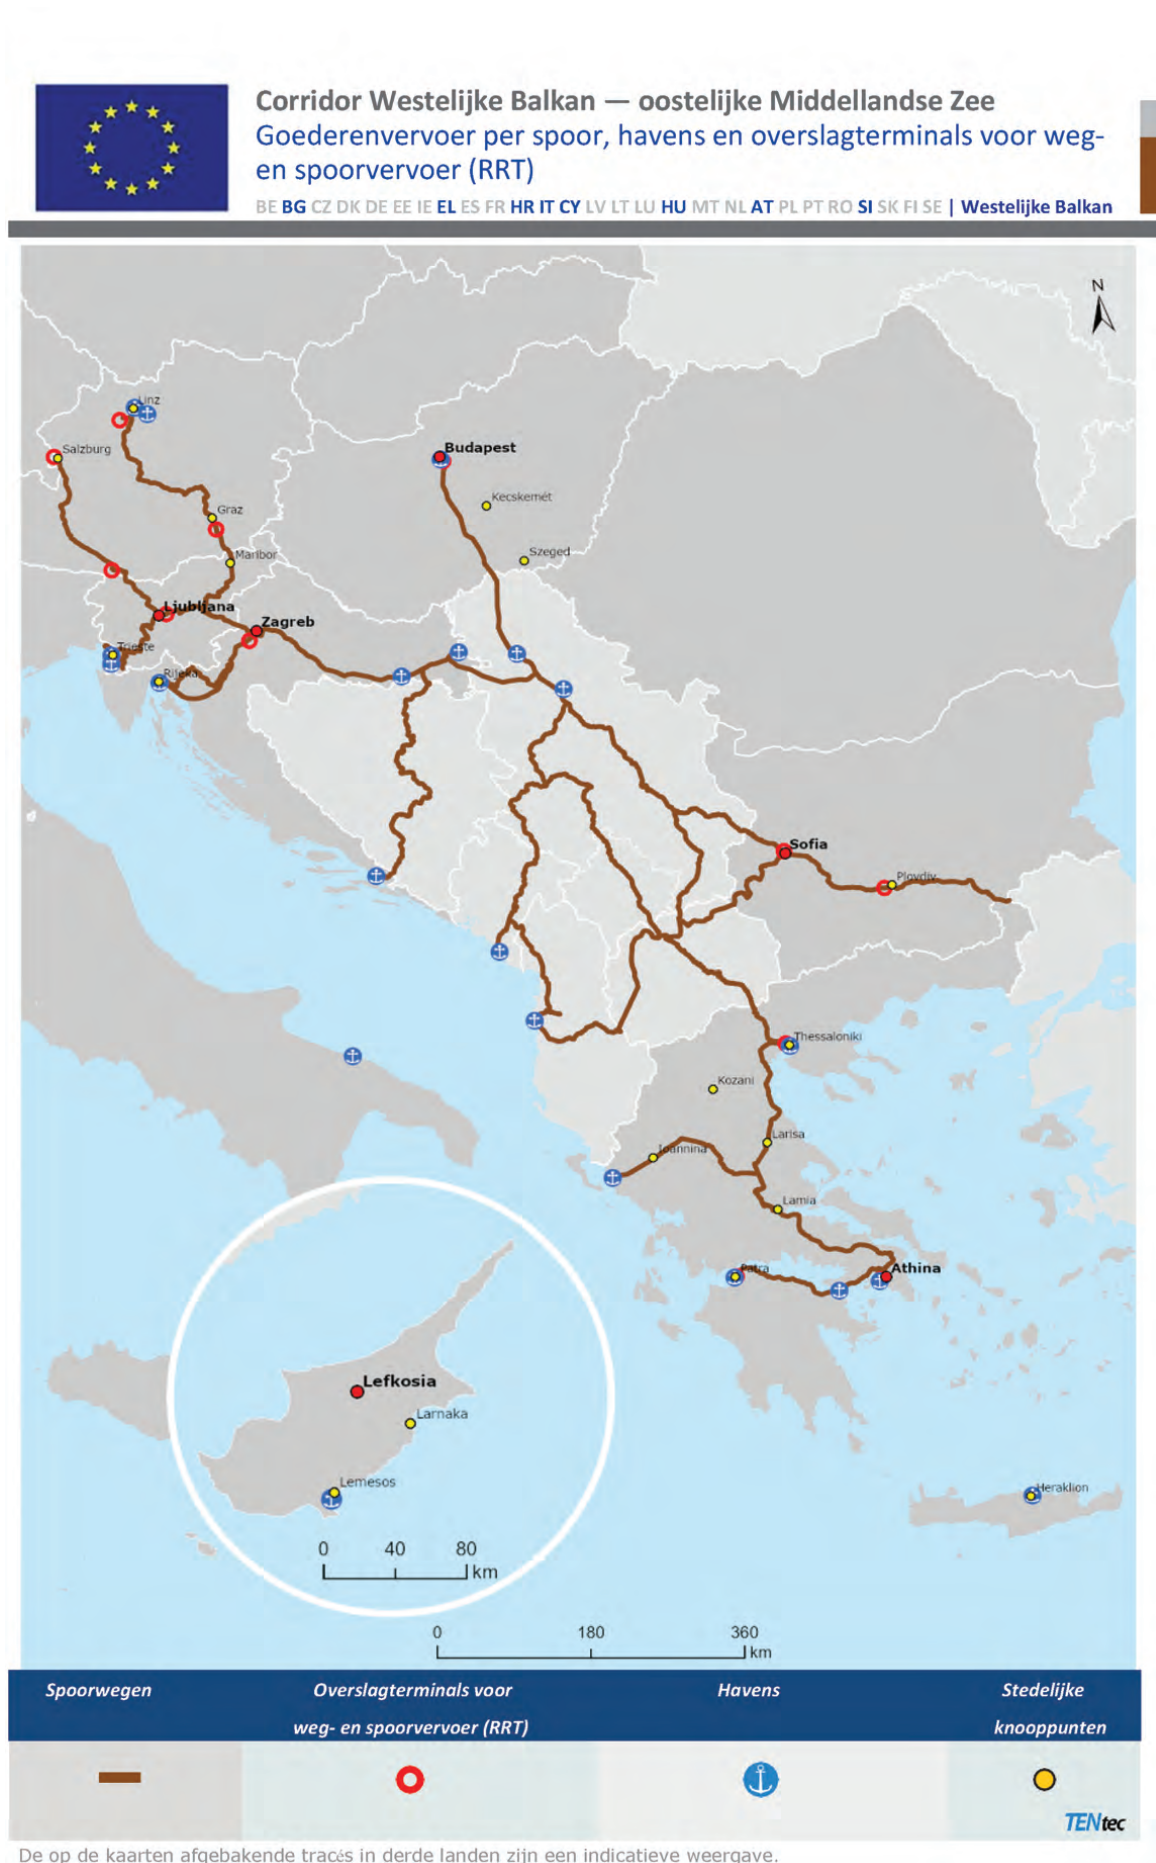 Corridor Westelijke Balkan — oostelijke Middellandse Zee
Goederenvervoer per spoor, havens en overslagterminals voor weg-
en spoorvervoer (RRT)
BE BG CZ DK DE EE IE EL ES FR HR IT CY LV LT LU HU MT NL AT PL PT RO SI SK FI SE | Westelijke Balkan
N
Linz
Salzburg
Budapest
Kecskemét
Graz
Szeged
Maribor
Ljubljana
Zagreb
Trieste
Rijeka
Sofia
Plovdiv
Thessaloniki
Kozani
Larisa
Ioannina
Lamia
Patra
Athina
Lefkosia
Larnaka
Lemesos
Heraklion
0 40 80
km
0 180 360
km
Spoorwegen
Overslagterminals voor
weg- en spoorvervoer (RRT)
Havens
Stedelijke
knooppunten
TENtec
De op de kaarten afgebakende tracés in derde landen zijn een indicatieve weergave.